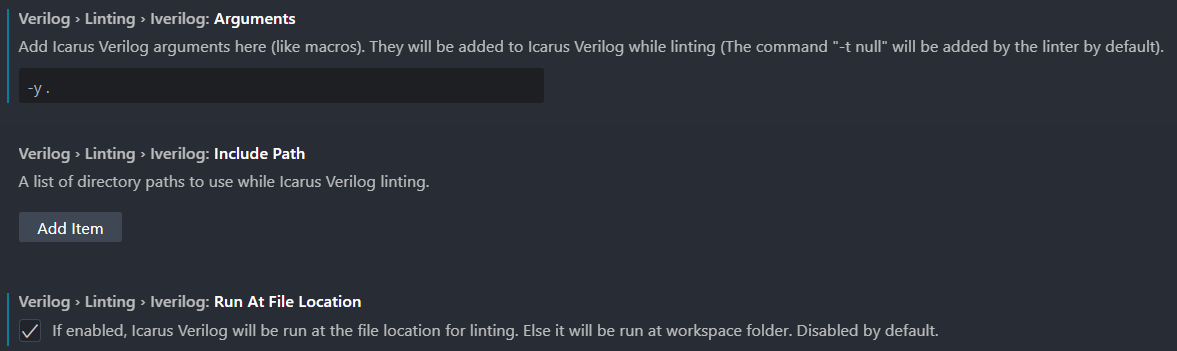 Verilog › Linting › Iverilog: Arguments
Add Icarus Verilog arguments here (like macros). They will be added to Icarus Verilog while linting (The command "-t null" will be added by the linter by default).
-y .
Verilog › Linting › Iverilog: Include Path
A list of directory paths to use while Icarus Verilog linting.
Add Item
Verilog › Linting › Iverilog: Run At File Location
If enabled, Icarus Verilog will be run at the file location for linting. Else it will be run at workspace folder. Disabled by default.